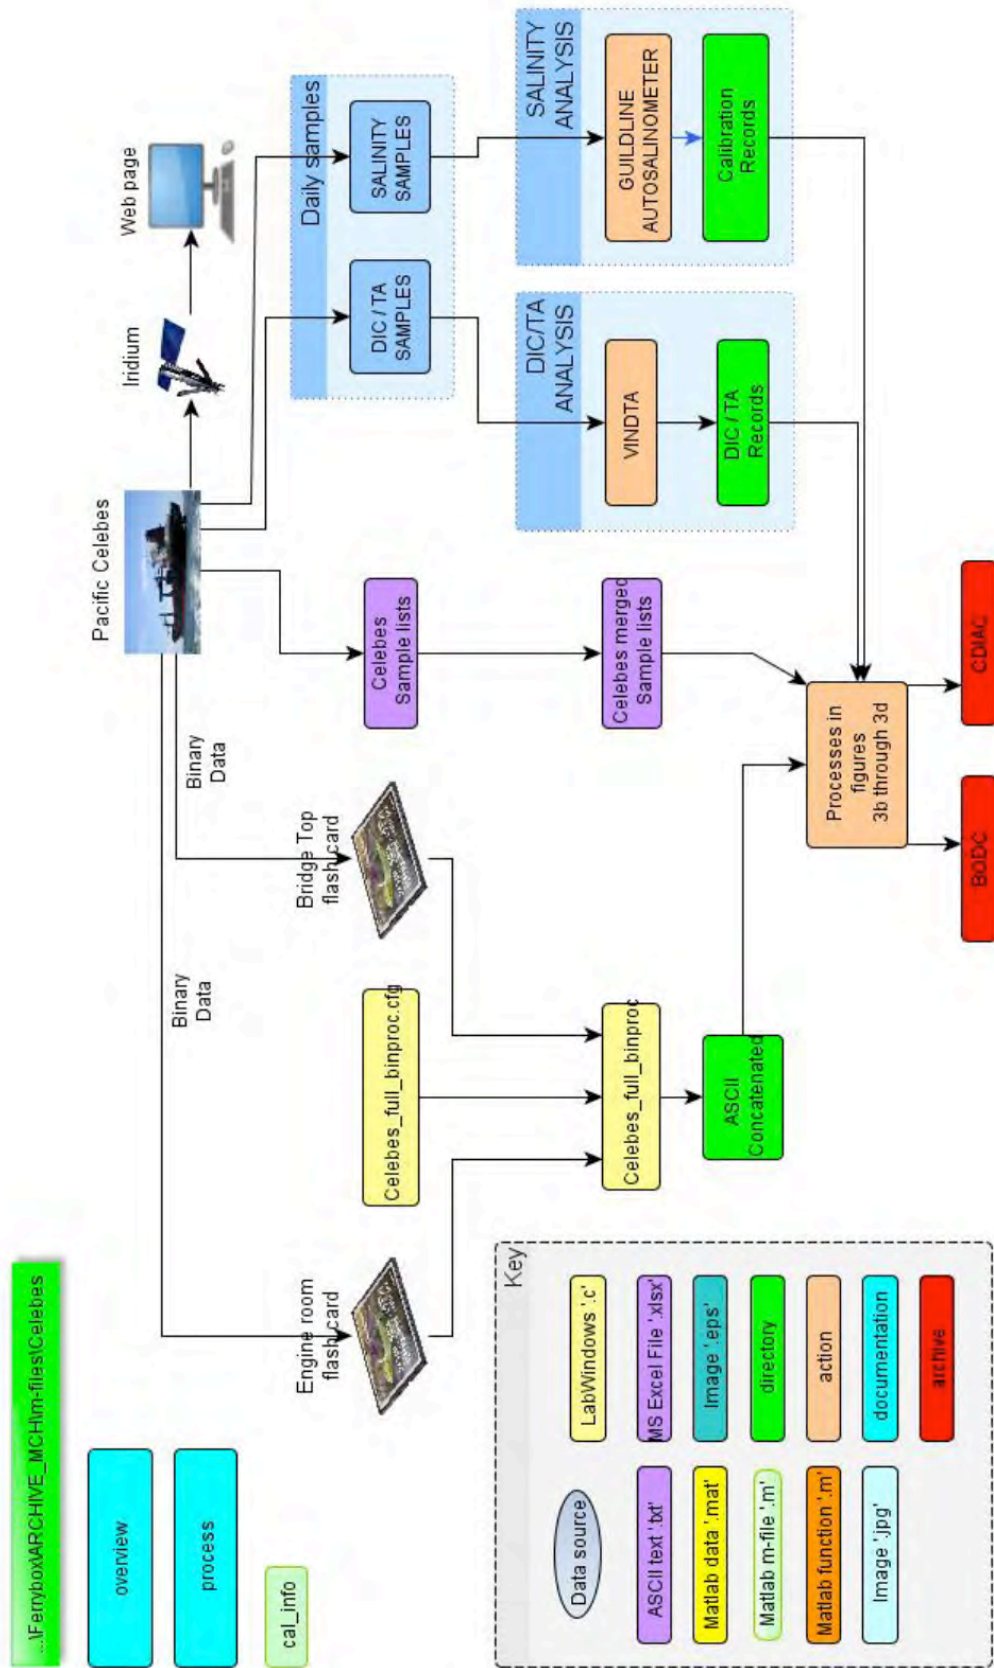 ...\Ferrybox\ARCHIVE_MCH\m-files\Celebes
overview
process
cal_info
Pacific Celebes
Iridium
Web page
Binary
Data
Binary
Data
Engine room
flash card
Bridge Top
flash card
Celebes_full_binproc.cfg
Celebes
Sample lists
Daily samples
DIC / TA
SAMPLES
SALINITY
SAMPLES
Celebes_full_binproc
Celebes merged
Sample lists
DIC/TA
ANALYSIS
VINDTA
DIC / TA
Records
SALINITY
ANALYSIS
GUILDLINE
AUTOSALINOMETER
Calibration
Records
ASCII
Concatenated
Processes in
figures
3b through 3d
BODC
CDIAC
Key
Data source
LabWindows '.c'
ASCII text '.txt'
MS Excel File '.xlsx'
Matlab data '.mat'
Image '.eps'
Matlab m-file '.m'
directory
Matlab function '.m'
action
Image '.jpg'
documentation
archive